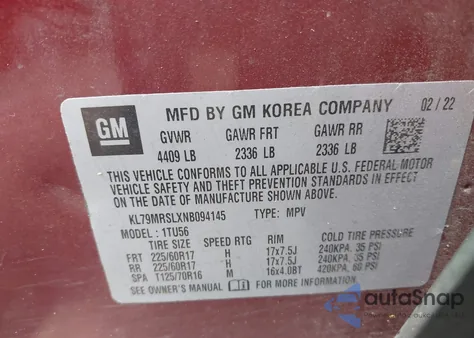 GM
MFD BY GM KOREA COMPANY 02 / 22
GVWR GAWR FRT GAWR RR
4409 LB 2336 LB 2336 LB
THIS VEHICLE CONFORMS TO ALL APPLICABLE U.S. FEDERAL MOTOR
VEHICLE SAFETY AND THEFT PREVENTION STANDARDS IN EFFECT
ON THE DATE OF MANUFACTURE SHOWN ABOVE.
KL79MRSLXNB094145 TYPE: MPV
MODEL: 1TU56
SPEED RTG RIM COLD TIRE PRESSURE
FRT 225/60R17 H 17x7.5J 240KPA, 35 PSI
RR 225/60R17 H 17x7.5J 240KPA, 35 PSI
SPA T125/70R16 M 16x4.0BT 420KPA, 60 PSI
SEE OWNER'S MANUAL FOR MORE INFORMATION.
autoSnap